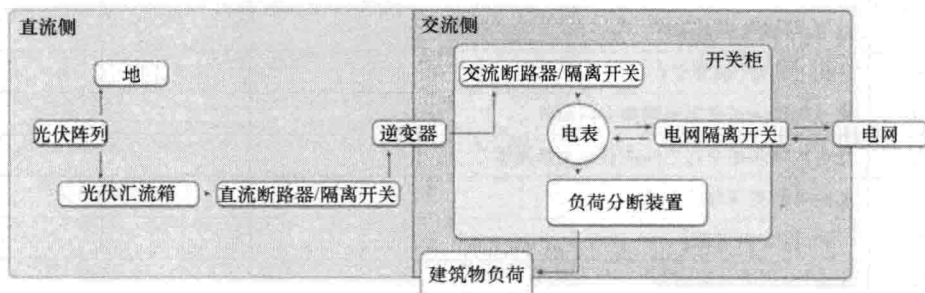 直流侧
交流侧
开关柜
地
交流断路器/隔离开关
光伏阵列
逆变器
电表
电网隔离开关
电网
光伏汇流箱
直流断路器/隔离开关
负荷分断装置
建筑物负荷